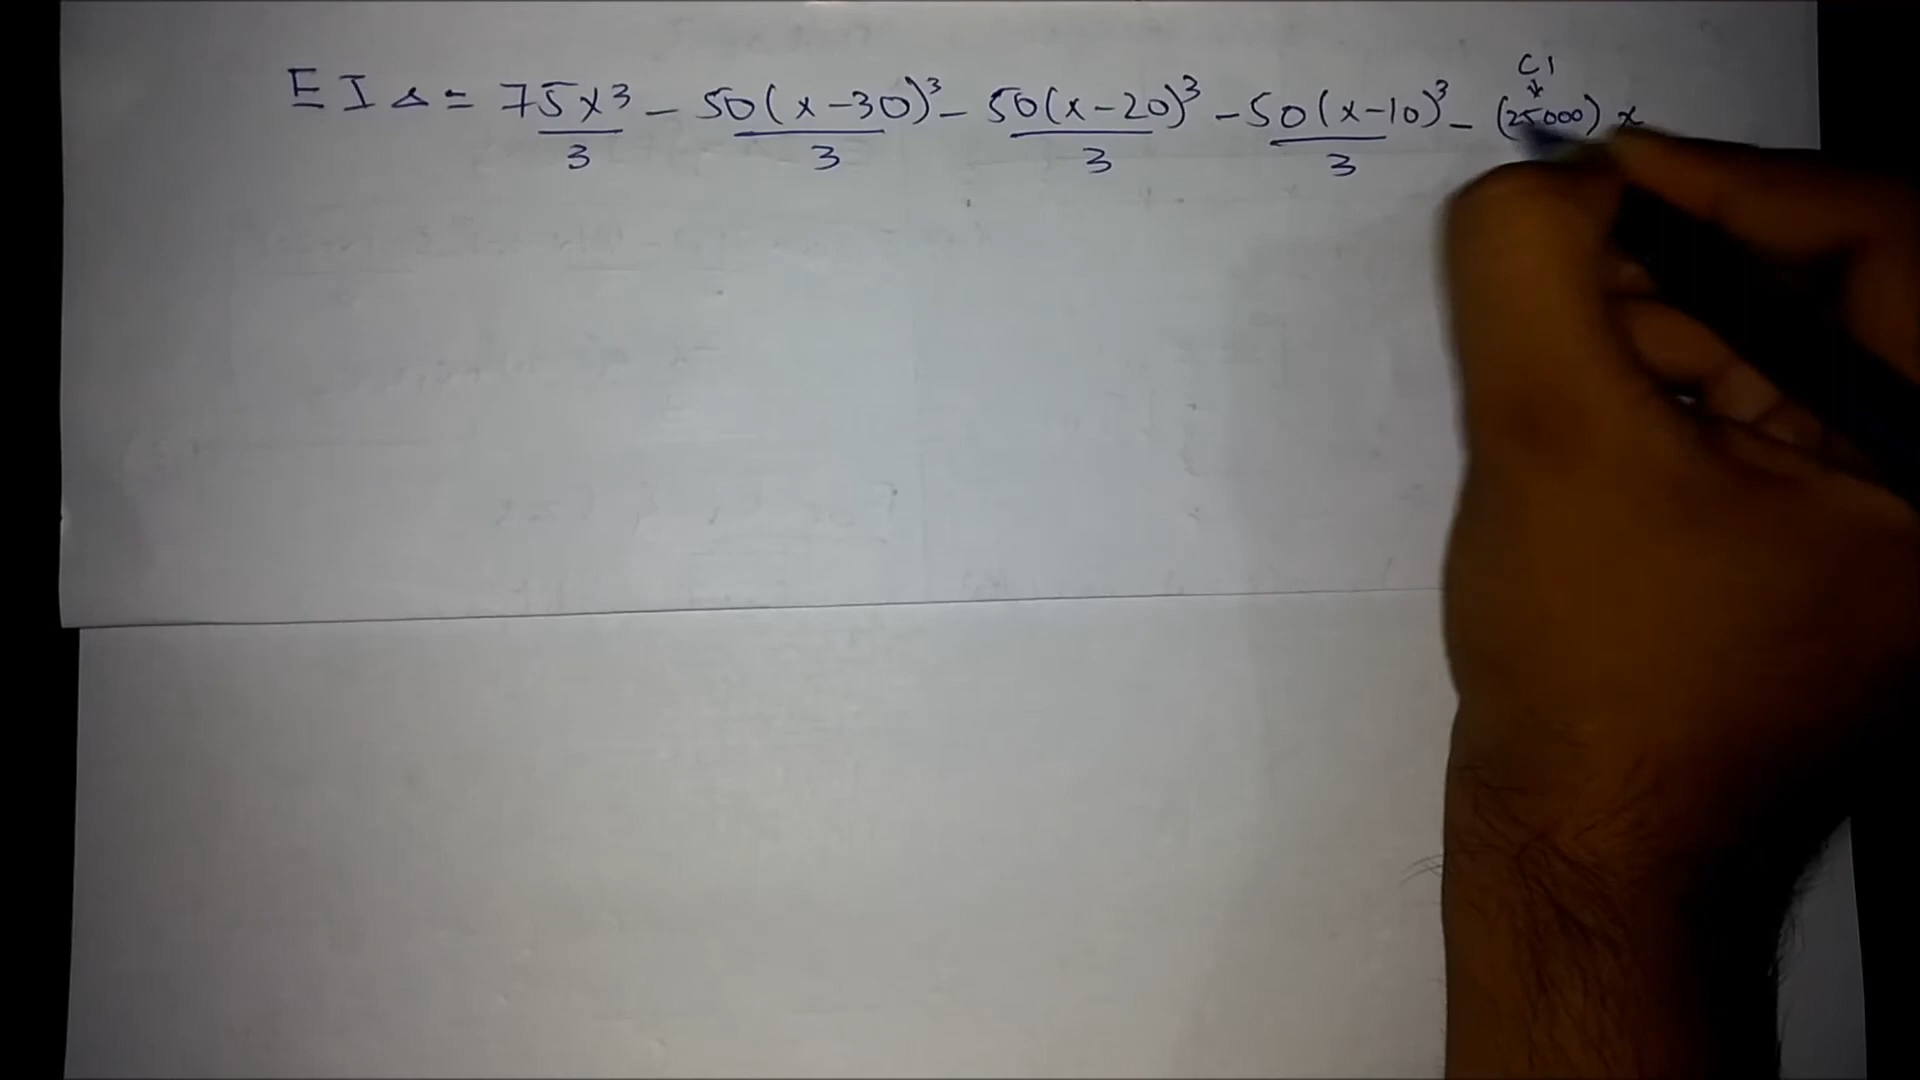 C1
↓
EIΔ = 75x³/3 - 50(x-30)³/3 - 50(x-20)³/3 - 50(x-10)³/3 - (25000) x